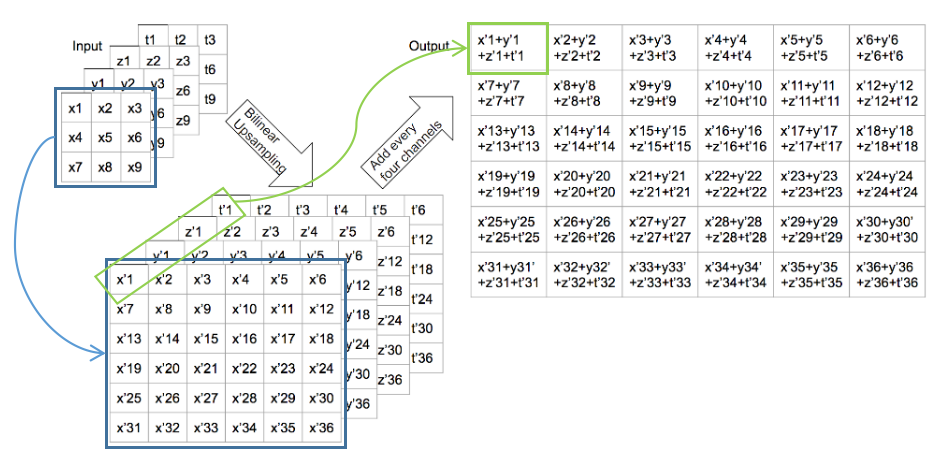 Input
t1 t2 t3
z1 z2 z3
t6
y1 y2 y3
z6
t9
x1 x2 x3
y6
z9
x4 x5 x6
y9
x7 x8 x9
Bilinear
Upsampling
Add every
four channels
t'1 t'2 t'3 t'4 t'5 t'6
z'1 z'2 z'3 z'4 z'5 z'6
t'12
y'1 y'2 y'3 y'4 y'5 y'6
z'12
t'18
x'1 x'2 x'3 x'4 x'5 x'6
y'12
z'18
t'24
x'7 x'8 x'9 x'10 x'11 x'12
y'18
z'24
t'30
x'13 x'14 x'15 x'16 x'17 x'18
y'24
z'30
t'36
x'19 x'20 x'21 x'22 x'23 x'24
y'30
z'36
x'25 x'26 x'27 x'28 x'29 x'30
y'36
x'31 x'32 x'33 x'34 x'35 x'36
Output
x'1+y'1 x'2+y'2 x'3+y'3 x'4+y'4 x'5+y'5 x'6+y'6
+z'1+t'1 +z'2+t'2 +z'3+t'3 +z'4+t'4 +z'5+t'5 +z'6+t'6
x'7+y'7 x'8+y'8 x'9+y'9 x'10+y'10 x'11+y'11 x'12+y'12
+z'7+t'7 +z'8+t'8 +z'9+t'9 +z'10+t'10 +z'11+t'11 +z'12+t'12
x'13+y'13 x'14+y'14 x'15+y'15 x'16+y'16 x'17+y'17 x'18+y'18
+z'13+t'13 +z'14+t'14 +z'15+t'15 +z'16+t'16 +z'17+t'17 +z'18+t'18
x'19+y'19 x'20+y'20 x'21+y'21 x'22+y'22 x'23+y'23 x'24+y'24
+z'19+t'19 +z'20+t'20 +z'21+t'21 +z'22+t'22 +z'23+t'23 +z'24+t'24
x'25+y'25 x'26+y'26 x'27+y'27 x'28+y'28 x'29+y'29 x'30+y30'
+z'25+t'25 +z'26+t'26 +z'27+t'27 +z'28+t'28 +z'29+t'29 +z'30+t'30
x'31+y31' x'32+y32' x'33+y33' x'34+y34' x'35+y'35 x'36+y'36
+z'31+t'31 +z'32+t'32 +z'33+t'33 +z'34+t'34 +z'35+t'35 +z'36+t'36